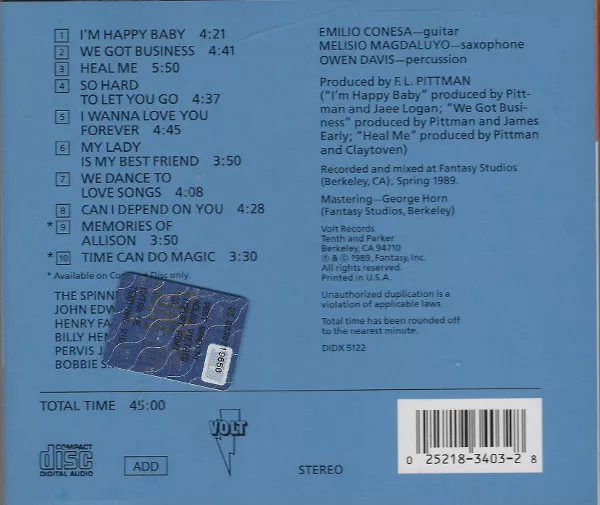 1 I'M HAPPY BABY 4:21
2 WE GOT BUSINESS 4:41
3 HEAL ME 5:50
4 SO HARD
TO LET YOU GO 4:37
5 I WANNA LOVE YOU
FOREVER 4:45
6 MY LADY
IS MY BEST FRIEND 3:50
7 WE DANCE TO
LOVE SONGS 4:08
8 CAN I DEPEND ON YOU 4:28
* 9 MEMORIES OF
ALLISON 3:50
* 10 TIME CAN DO MAGIC 3:30
* Available on Disc only.
THE
JOHN
HENRY
BILLY
PERVIS
BOBBIE
EMILIO CONESA—guitar
MELISIO MAGDALUYO—saxophone
OWEN DAVIS—percussion
Produced by F.L. PITTMAN
("I'm Happy Baby" produced by Pitt-
man and Jaee Logan; "We Got Busi-
ness" produced by Pittman and James
Early; "Heal Me" produced by Pittman
and Claytoven)
Recorded and mixed at Fantasy Studios
(Berkeley, CA), Spring 1989.
Mastering—George Horn
(Fantasy Studios, Berkeley)
Volt Records
Tenth and Parker
Berkeley, CA 94710
℗ & © 1989, Fantasy, Inc.
All rights reserved.
Printed in U.S.A.
Unauthorized duplication is a
violation of applicable laws.
Total time has been rounded off
to the nearest minute.
DIDX 5122
TOTAL TIME 45:00
COMPACT
disc
DIGITAL AUDIO
ADD
VOLT
STEREO
0 25218-3403-2 8